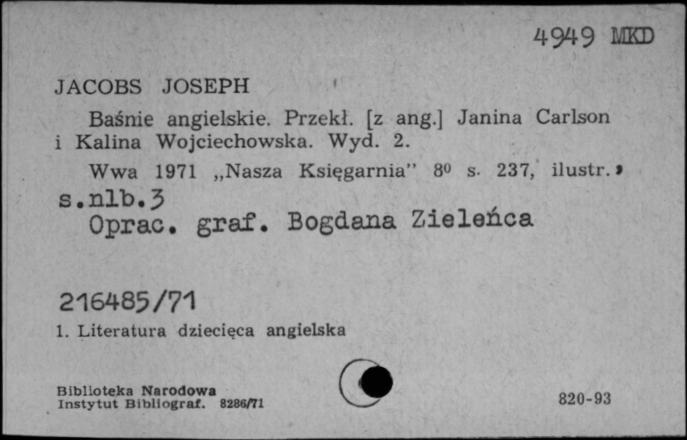 4949 MKD
JACOBS JOSEPH
Baśnie angielskie. Przekł. [z ang.] Janina Carlson
i Kalina Wojciechowska. Wyd. 2.
Wwa 1971 „Nasza Księgarnia” 8⁰ s. 237, ilustr.,
s.nlb.3
Oprac. graf. Bogdana Zieleńca
216485/71
1. Literatura dziecięca angielska
Biblioteka Narodowa
Instytut Bibliograf. 8286/71
820-93